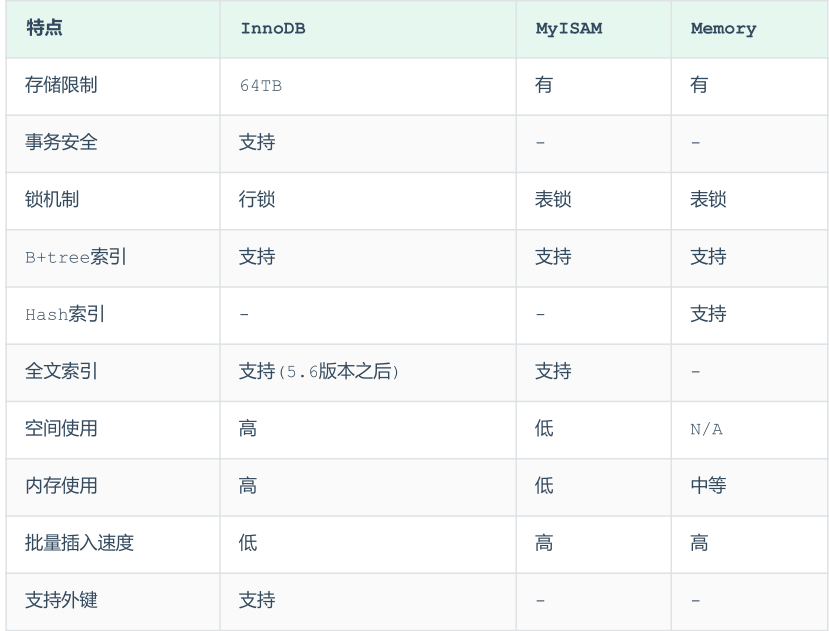 特点 InnoDB MyISAM Memory
存储限制 64TB 有 有
事务安全 支持 - -
锁机制 行锁 表锁 表锁
B+tree索引 支持 支持 支持
Hash索引 - - 支持
全文索引 支持(5.6版本之后) 支持 -
空间使用 高 低 N/A
内存使用 高 低 中等
批量插入速度 低 高 高
支持外键 支持 - -